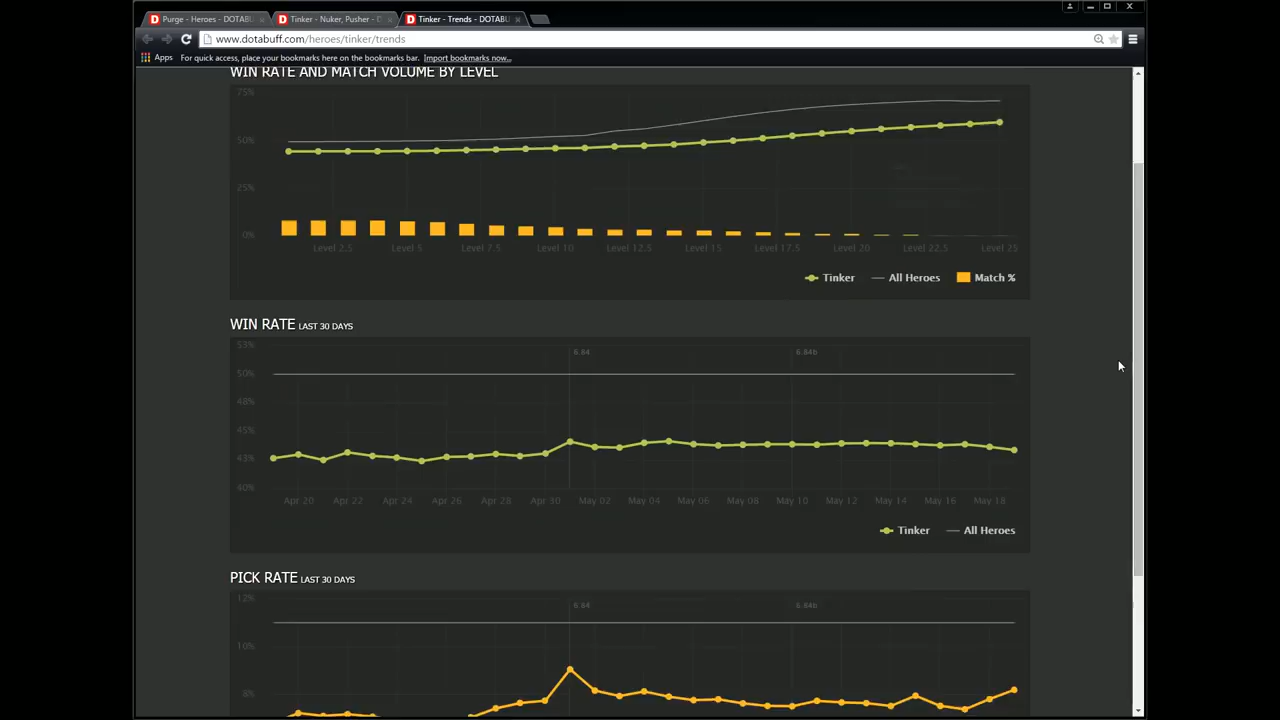 Purge - Heroes - DOTABU
Tinker - Nuker, Pusher - D
Tinker - Trends - DOTABU
www.dotabuff.com/heroes/tinker/trends
Apps For quick access, place your bookmarks here on the bookmarks bar. Import bookmarks now...
WIN RATE AND MATCH VOLUME BY LEVEL
75%
50%
25%
0%
Level 2.5 Level 5 Level 7.5 Level 10 Level 12.5 Level 15 Level 17.5 Level 20 Level 22.5 Level 25
Tinker All Heroes Match %
WIN RATE LAST 30 DAYS
53%
6.84 6.84b
50%
48%
45%
43%
40%
Apr 20 Apr 22 Apr 24 Apr 26 Apr 28 Apr 30 May 02 May 04 May 06 May 08 May 10 May 12 May 14 May 16 May 18
Tinker All Heroes
PICK RATE LAST 30 DAYS
12%
6.84 6.84b
10%
8%